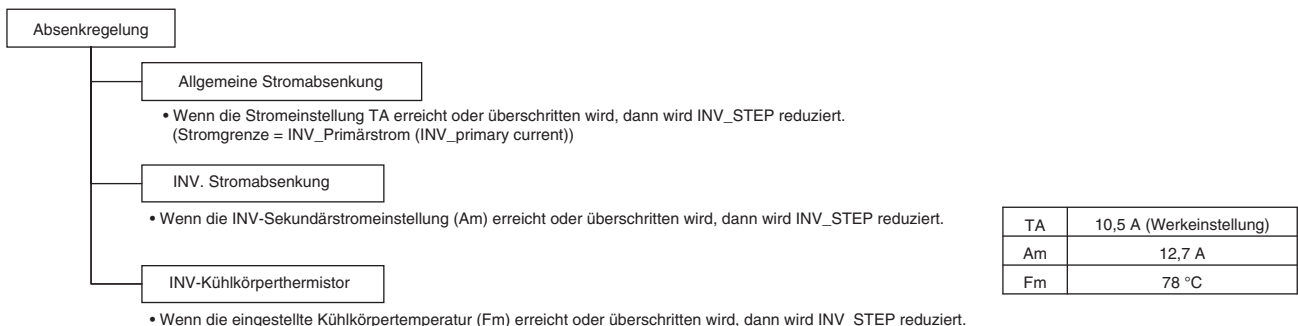 Absenkregelung
Allgemeine Stromabsenkung
• Wenn die Stromeinstellung TA erreicht oder überschritten wird, dann wird INV_STEP reduziert.
(Stromgrenze = INV_Primärstrom (INV_primary current))
INV. Stromabsenkung
• Wenn die INV-Sekundärstromeinstellung (Am) erreicht oder überschritten wird, dann wird INV_STEP reduziert.
TA 10,5 A (Werkeinstellung)
Am 12,7 A
Fm 78 °C
INV-Kühlkörperthermistor
• Wenn die eingestellte Kühlkörpertemperatur (Fm) erreicht oder überschritten wird, dann wird INV_STEP reduziert.